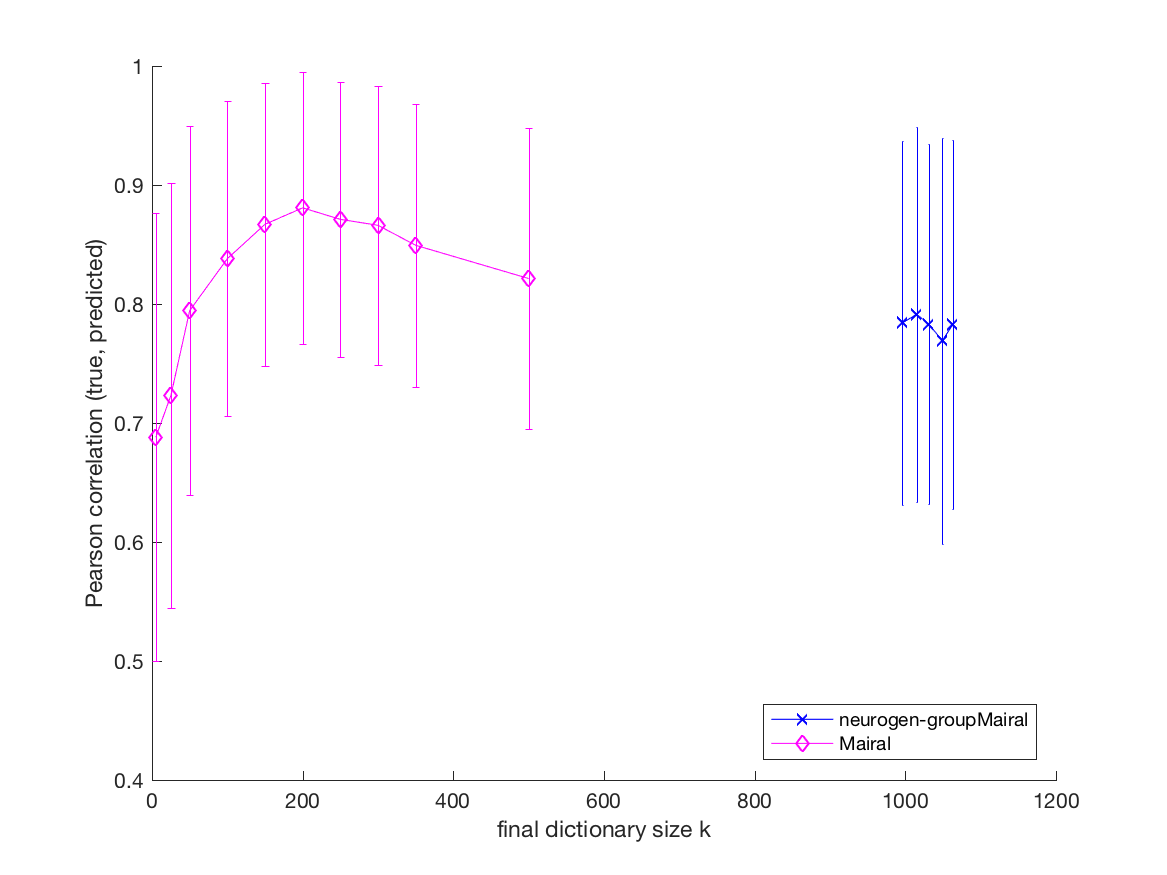 1
0.9
0.8
0.7
0.6
0.5
0.4
Pearson correlation (true, predicted)
0 200 400 600 800 1000 1200
final dictionary size k
neurogen-groupMairal
Mairal